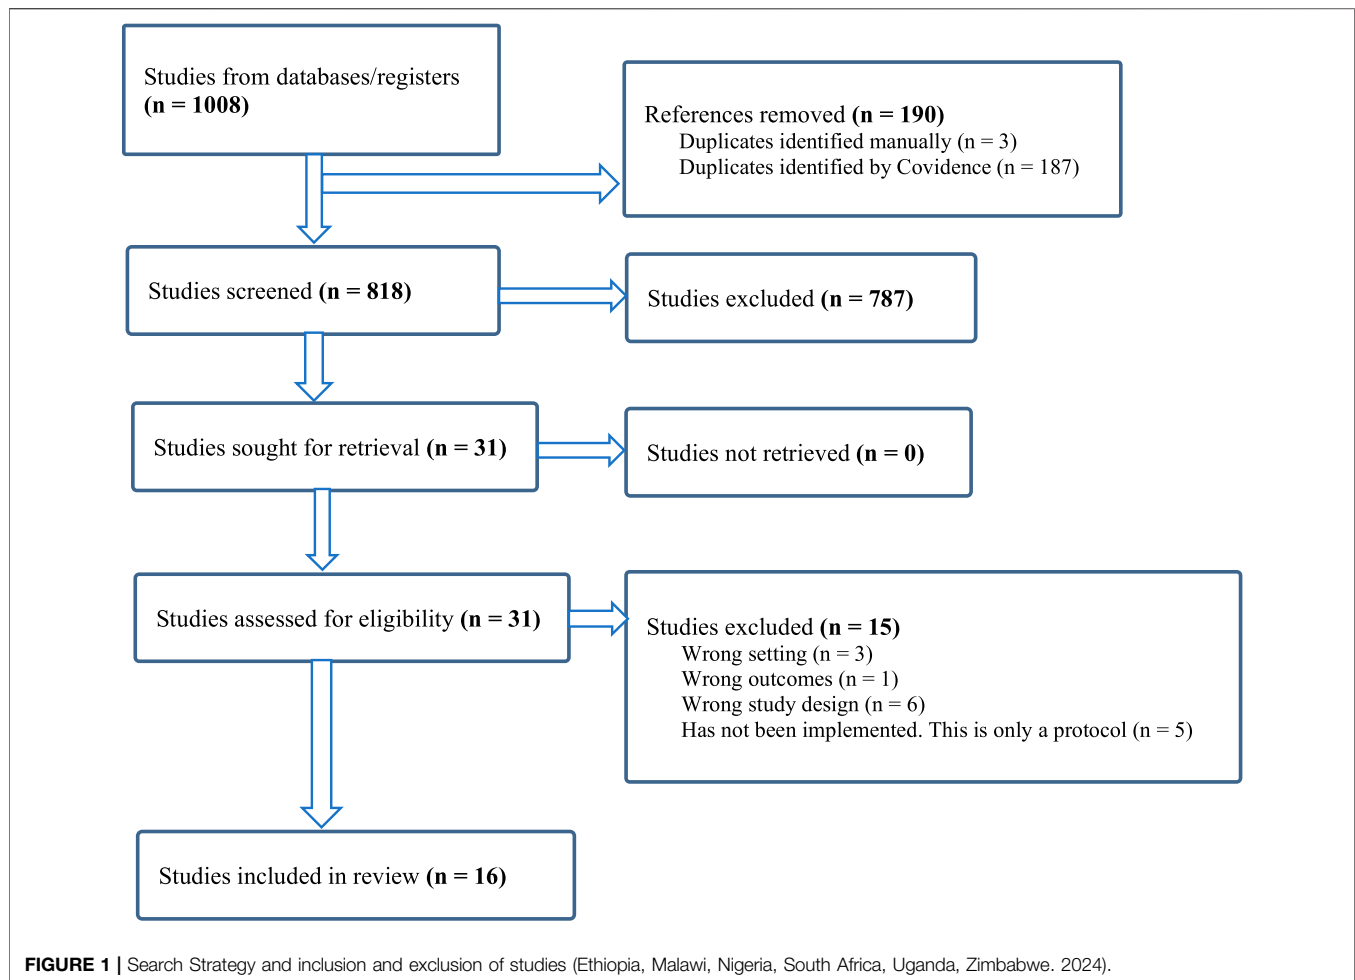 Studies from databases/registers
(n = 1008)
References removed (n = 190)
Duplicates identified manually (n = 3)
Duplicates identified by Covidence (n = 187)
Studies screened (n = 818)
Studies excluded (n = 787)
Studies sought for retrieval (n = 31)
Studies not retrieved (n = 0)
Studies assessed for eligibility (n = 31)
Studies excluded (n = 15)
Wrong setting (n = 3)
Wrong outcomes (n = 1)
Wrong study design (n = 6)
Has not been implemented. This is only a protocol (n = 5)
Studies included in review (n = 16)
FIGURE 1 | Search Strategy and inclusion and exclusion of studies (Ethiopia, Malawi, Nigeria, South Africa, Uganda, Zimbabwe. 2024).